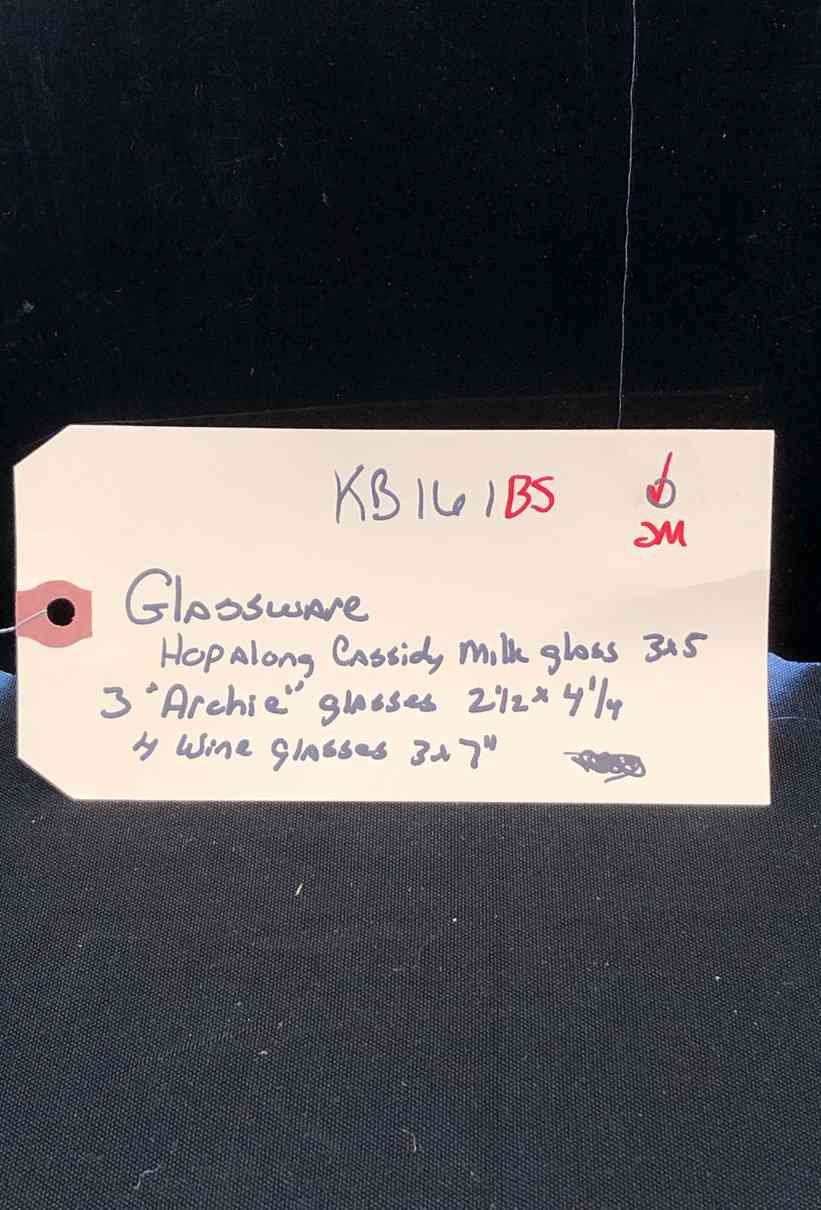 KB161BS
JM
Glassware
Hopalong Cassidy Milk glass 3x5
3 "Archie" glasses 2 1/2 x 4 1/4
4 Wine Glasses 3x7"